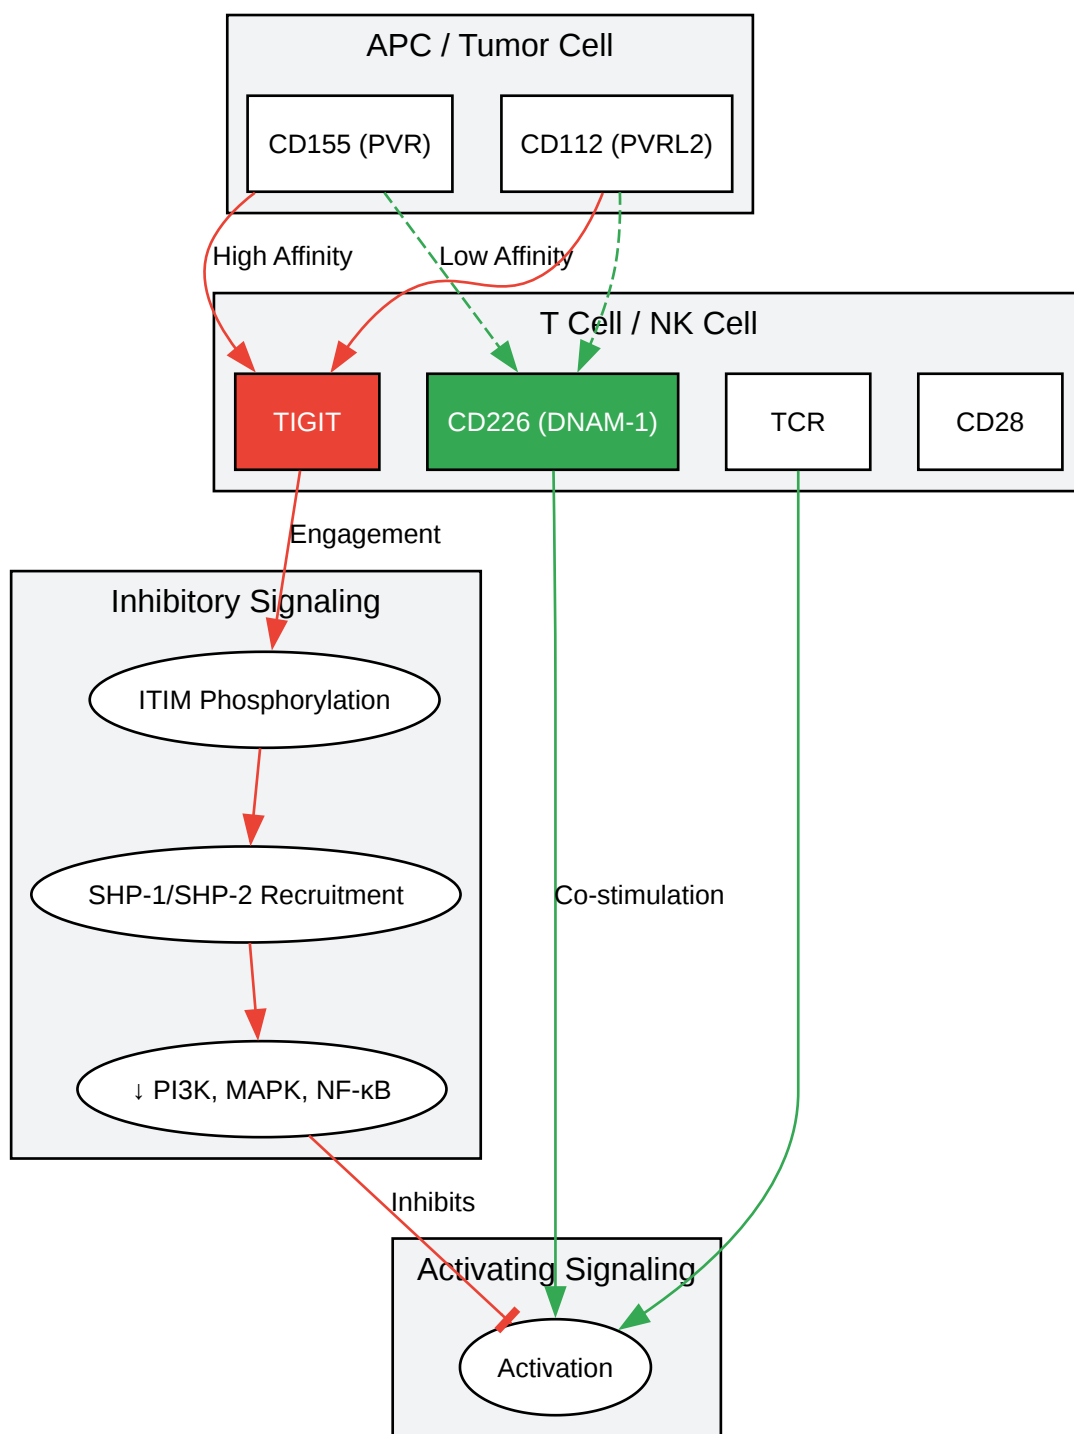 APC / Tumor Cell
CD155 (PVR)
CD112 (PVRL2)
High Affinity
Low Affinity
T Cell / NK Cell
TIGIT
CD226 (DNAM-1)
TCR
CD28
Engagement
Inhibitory Signaling
ITIM Phosphorylation
SHP-1/SHP-2 Recruitment
Co-stimulation
↓ PI3K, MAPK, NF-κB
Inhibits
Activating Signaling
Activation